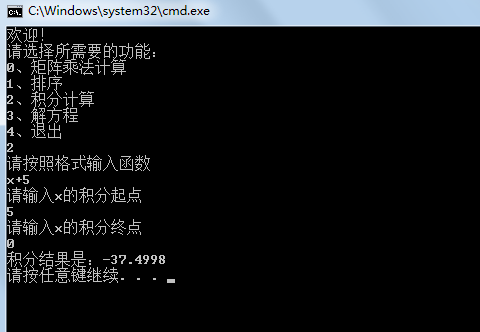 C:\Windows\system32\cmd.exe
欢迎!
请选择所需要的功能:
0、矩阵乘法计算
1、排序
2、积分计算
3、解方程
4、退出
2
请按照格式输入函数
x+5
请输入x的积分起点
5
请输入x的积分终点
0
积分结果是: -37.4998
请按任意键继续. . .